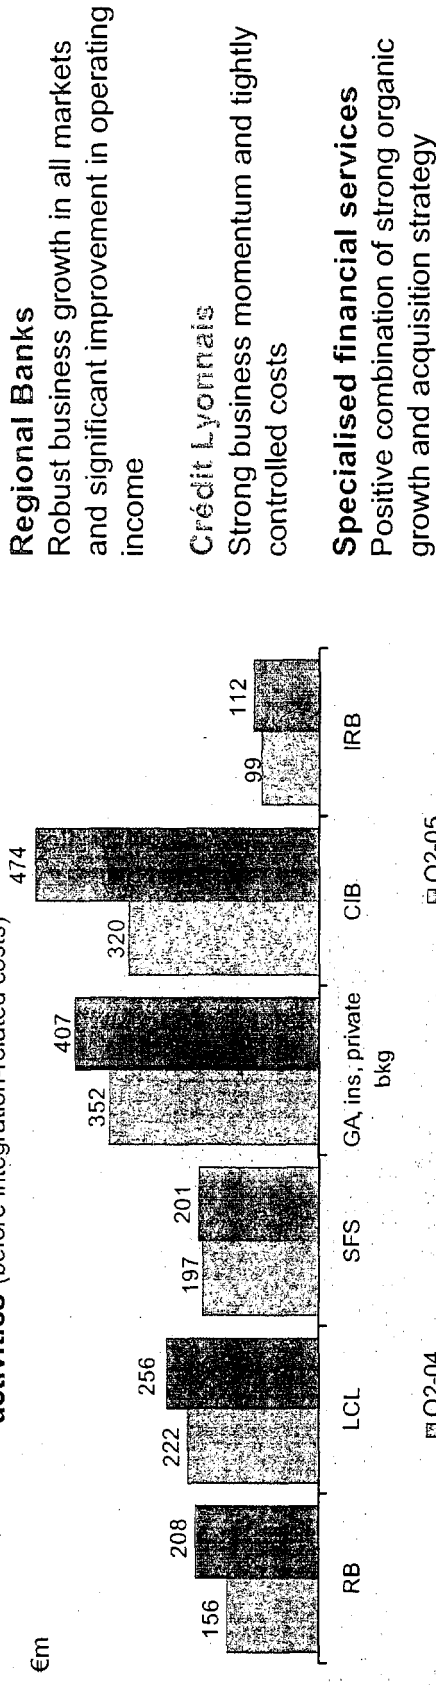 activities (before integration-related costs)
€m
156
208
222
256
197
201
352
407
320
474
99
112
RB
LCL
SFS
GA, ins, private
bkg
CIB
IRB
Q2-04
Q2-05
Regional Banks
Robust business growth in all markets
and significant improvement in operating
income
Crédit Lyonnais
Strong business momentum and tightly
controlled costs
Specialised financial services
Positive combination of strong organic
growth and acquisition strategy